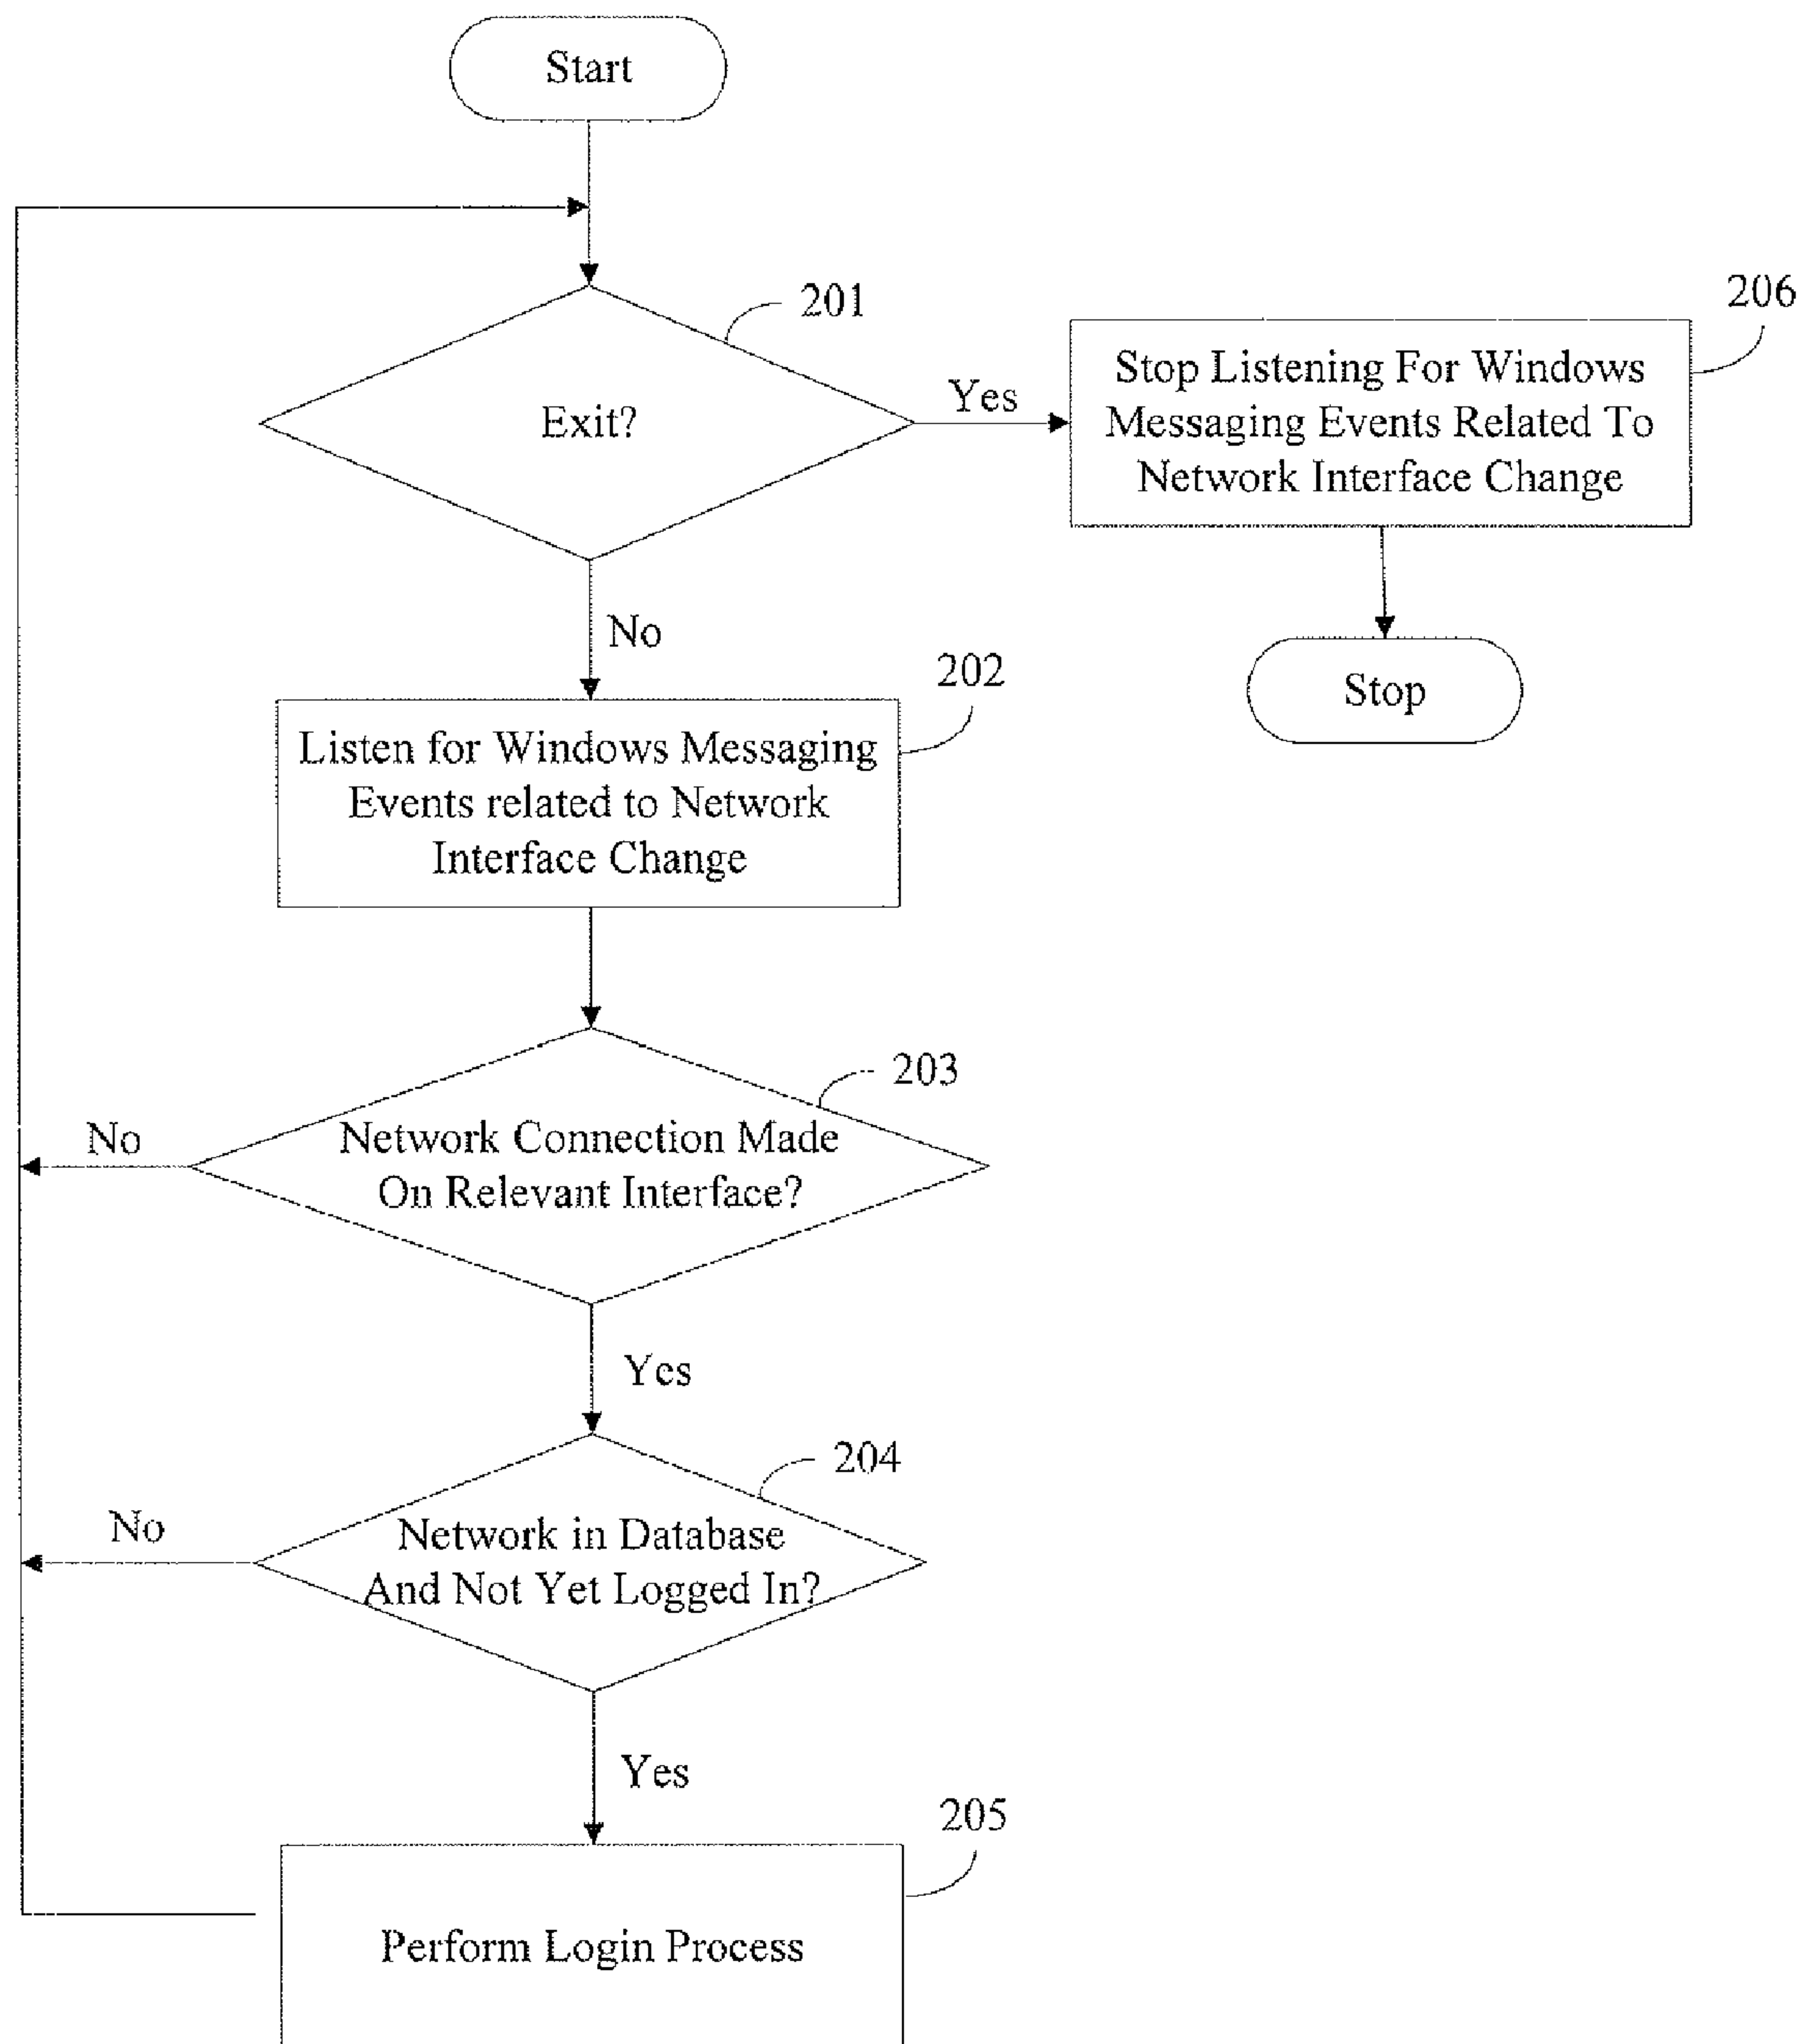 Start
201
Exit?
Yes
206
Stop Listening For Windows
Messaging Events Related To
Network Interface Change
Stop
No
202
Listen for Windows Messaging
Events related to Network
Interface Change
203
Network Connection Made
On Relevant Interface?
No
Yes
204
Network in Database
And Not Yet Logged In?
No
Yes
205
Perform Login Process